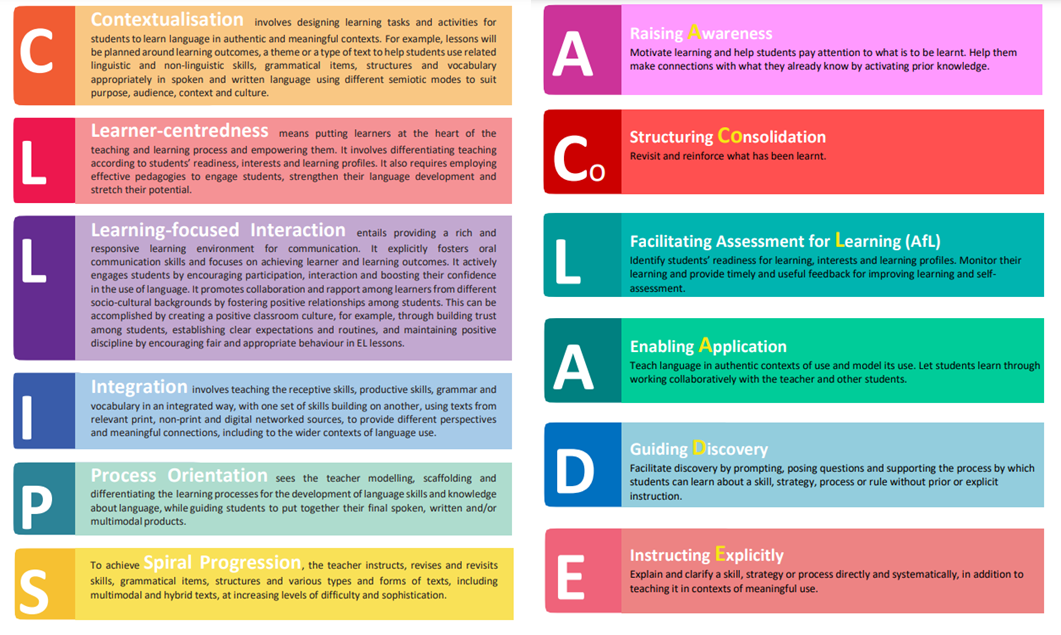 C
Contextualisation involves designing learning tasks and activities for
students to learn language in authentic and meaningful contexts. For example, lessons will
be planned around learning outcomes, a theme or a type of text to help students use related
linguistic and non-linguistic skills, grammatical items, structures and vocabulary
appropriately in spoken and written language using different semiotic modes to suit
purpose, audience, context and culture.
L
Learner-centredness means putting learners at the heart of the
teaching and learning process and empowering them. It involves differentiating teaching
according to students' readiness, interests and learning profiles. It also requires employing
effective pedagogies to engage students, strengthen their language development and
stretch their potential.
L
Learning-focused Interaction entails providing a rich and
responsive learning environment for communication. It explicitly fosters oral
communication skills and focuses on achieving learner and learning outcomes. It actively
engages students by encouraging participation, interaction and boosting their confidence
in the use of language. It promotes collaboration and rapport among learners from different
socio-cultural backgrounds by fostering positive relationships among students. This can be
accomplished by creating a positive classroom culture, for example, through building trust
among students, establishing clear expectations and routines, and maintaining positive
discipline by encouraging fair and appropriate behaviour in EL lessons.
I
Integration involves teaching the receptive skills, productive skills, grammar and
vocabulary in an integrated way, with one set of skills building on another, using texts from
relevant print, non-print and digital networked sources, to provide different perspectives
and meaningful connections, including to the wider contexts of language use.
P
Process Orientation sees the teacher modelling, scaffolding and
differentiating the learning processes for the development of language skills and knowledge
about language, while guiding students to put together their final spoken, written and/or
multimodal products.
S
To achieve Spiral Progression, the teacher instructs, revises and revisits
skills, grammatical items, structures and various types and forms of texts, including
multimodal and hybrid texts, at increasing levels of difficulty and sophistication.
A
Raising Awareness
Motivate learning and help students pay attention to what is to be learnt. Help them
make connections with what they already know by activating prior knowledge.
Co
Structuring Consolidation
Revisit and reinforce what has been learnt.
L
Facilitating Assessment for Learning (AfL)
Identify students' readiness for learning, interests and learning profiles. Monitor their
learning and provide timely and useful feedback for improving learning and self-
assessment.
A
Enabling Application
Teach language in authentic contexts of use and model its use. Let students learn through
working collaboratively with the teacher and other students.
D
Guiding Discovery
Facilitate discovery by prompting, posing questions and supporting the process by which
students can learn about a skill, strategy, process or rule without prior or explicit
instruction.
E
Instructing Explicitly
Explain and clarify a skill, strategy or process directly and systematically, in addition to
teaching it in contexts of meaningful use.